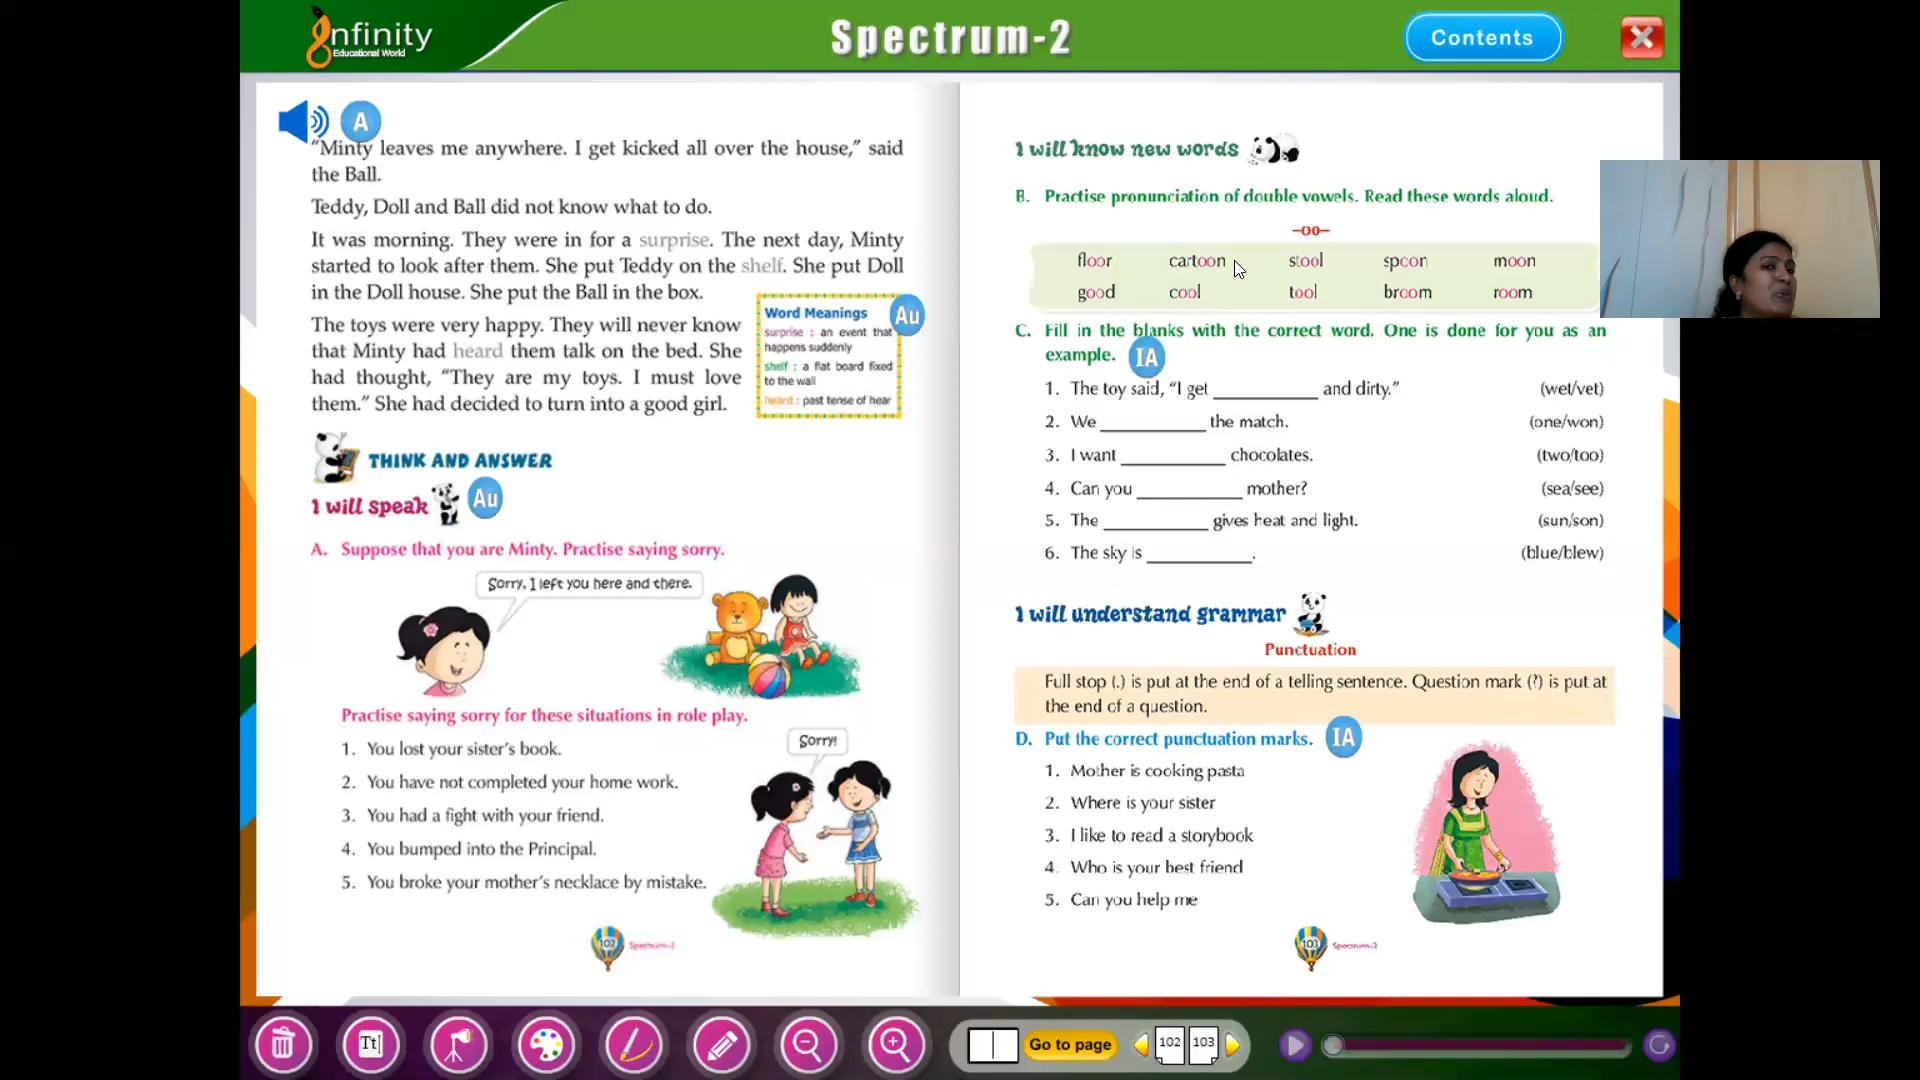 Infinity
Educational World
Spectrum-2
Contents
A
“Minty leaves me anywhere. I get kicked all over the house,” said
the Ball.
Teddy, Doll and Ball did not know what to do.
It was morning. They were in for a surprise. The next day, Minty
started to look after them. She put Teddy on the shelf. She put Doll
in the Doll house. She put the Ball in the box.
The toys were very happy. They will never know
that Minty had heard them talk on the bed. She
had thought, “They are my toys. I must love
them.” She had decided to turn into a good girl.
Word Meanings
Au
surprise : an event that
happens suddenly
shelf : a flat board fixed
to the wall
heard : past tense of hear
THINK AND ANSWER
I will speak
Au
A. Suppose that you are Minty. Practise saying sorry.
Sorry, I left you here and there.
Practise saying sorry for these situations in role play.
Sorry!
1. You lost your sister’s book.
2. You have not completed your home work.
3. You had a fight with your friend.
4. You bumped into the Principal.
5. You broke your mother’s necklace by mistake.
102
Spectrum-2
I will know new words
B. Practise pronunciation of double vowels. Read these words aloud.
–oo–
floor cartoon stool spoon moon
good cool tool broom room
C. Fill in the blanks with the correct word. One is done for you as an
example. IA
1. The toy said, “I get __________ and dirty.” (wet/vet)
2. We __________ the match. (one/won)
3. I want __________ chocolates. (two/too)
4. Can you __________ mother? (sea/see)
5. The __________ gives heat and light. (sun/son)
6. The sky is __________. (blue/blew)
I will understand grammar
Punctuation
Full stop (.) is put at the end of a telling sentence. Question mark (?) is put at
the end of a question.
D. Put the correct punctuation marks. IA
1. Mother is cooking pasta
2. Where is your sister
3. I like to read a storybook
4. Who is your best friend
5. Can you help me
103
Spectrum-2
Tt
Go to page
102 103